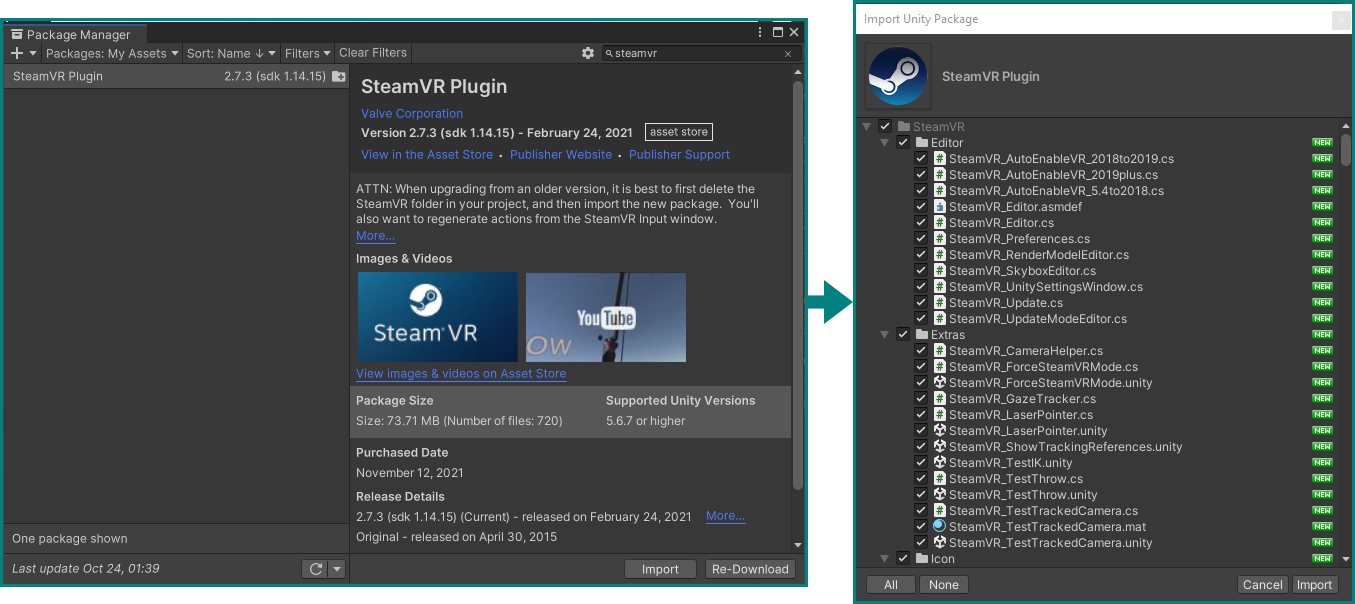 Package Manager
Packages: My Assets Sort: Name ↓ Filters Clear Filters steamvr
SteamVR Plugin 2.7.3 (sdk 1.14.15)
One package shown
Last update Oct 24, 01:39
SteamVR Plugin
Valve Corporation
Version 2.7.3 (sdk 1.14.15) - February 24, 2021 asset store
View in the Asset Store • Publisher Website • Publisher Support
ATTN: When upgrading from an older version, it is best to first delete the
SteamVR folder in your project, and then import the new package. You'll
also want to regenerate actions from the SteamVR Input window.
More...
Images & Videos
Steam VR
YouTube
OW
View images & videos on Asset Store
Package Size Supported Unity Versions
Size: 73.71 MB (Number of files: 720) 5.6.7 or higher
Purchased Date
November 12, 2021
Release Details
2.7.3 (sdk 1.14.15) (Current) - released on February 24, 2021 More...
Original - released on April 30, 2015
Import Re-Download
Import Unity Package
SteamVR Plugin
SteamVR
Editor NEW
SteamVR_AutoEnableVR_2018to2019.cs NEW
SteamVR_AutoEnableVR_2019plus.cs NEW
SteamVR_AutoEnableVR_5.4to2018.cs NEW
SteamVR_Editor.asmdef NEW
SteamVR_Editor.cs NEW
SteamVR_Preferences.cs NEW
SteamVR_RenderModelEditor.cs NEW
SteamVR_SkyboxEditor.cs NEW
SteamVR_UnitySettingsWindow.cs NEW
SteamVR_Update.cs NEW
SteamVR_UpdateModeEditor.cs NEW
Extras NEW
SteamVR_CameraHelper.cs NEW
SteamVR_ForceSteamVRMode.cs NEW
SteamVR_ForceSteamVRMode.unity NEW
SteamVR_GazeTracker.cs NEW
SteamVR_LaserPointer.cs NEW
SteamVR_LaserPointer.unity NEW
SteamVR_ShowTrackingReferences.unity NEW
SteamVR_TestIK.unity NEW
SteamVR_TestThrow.cs NEW
SteamVR_TestThrow.unity NEW
SteamVR_TestTrackedCamera.cs NEW
SteamVR_TestTrackedCamera.mat NEW
SteamVR_TestTrackedCamera.unity NEW
Icon NEW
All None Cancel Import